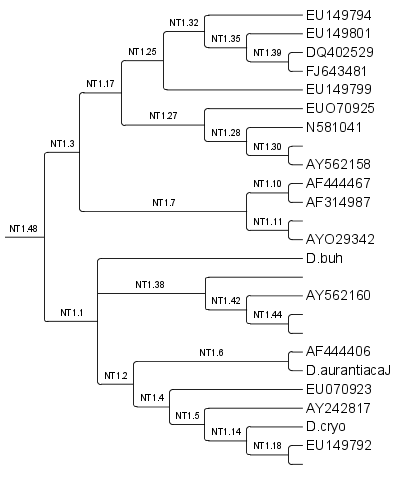 EU149794
NT1.32
EU149801
NT1.35
NT1.25
DQ402529
NT1.39
FJ643481
NT1.17
EU149799
EUO70925
NT1.27
N581041
NT1.28
NT1.30
NT1.3
AY562158
AF444467
NT1.10
AF314987
NT1.7
NT1.11
NT1.48
AYO29342
D.buh
NT1.38
AY562160
NT1.42
NT1.44
NT1.1
AF444406
NT1.6
D.aurantiacaJ
NT1.2
EU070923
NT1.4
AY242817
NT1.5
D.cryo
NT1.14
EU149792
NT1.18